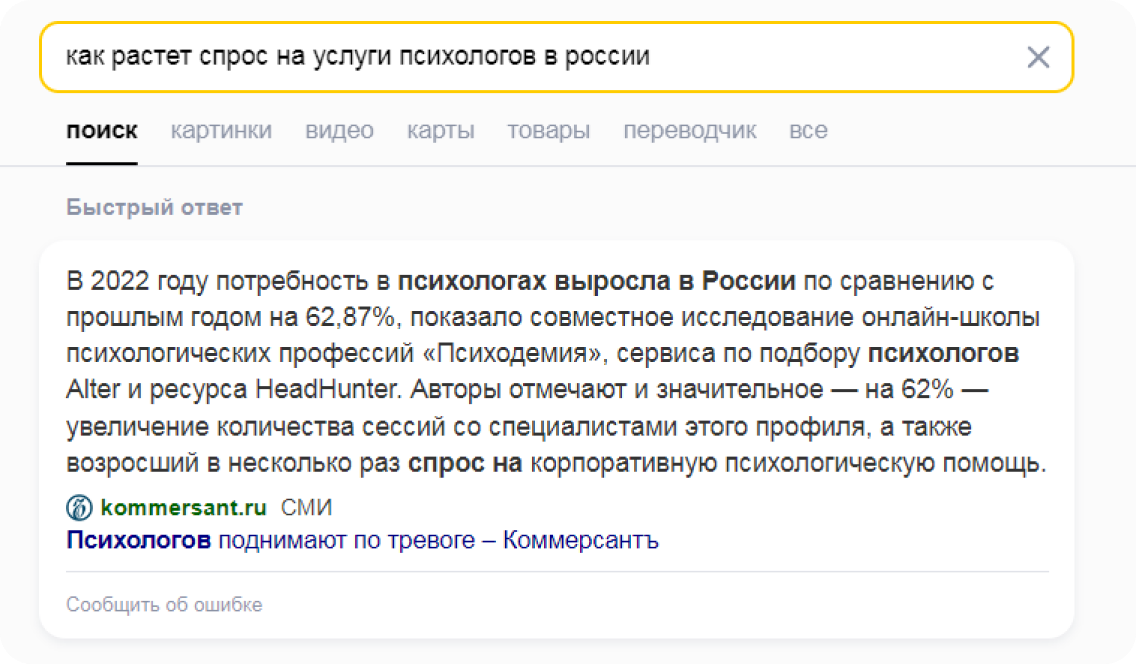 как растет спрос на услуги психологов в россии
поиск картинки видео карты товары переводчик все
Быстрый ответ
В 2022 году потребность в психологах выросла в России по сравнению с
прошлым годом на 62,87%, показало совместное исследование онлайн-школы
психологических профессий «Психодемия», сервиса по подбору психологов
Alter и ресурса HeadHunter. Авторы отмечают и значительное — на 62% —
увеличение количества сессий со специалистами этого профиля, а также
возросший в несколько раз спрос на корпоративную психологическую помощь.
kommersant.ru СМИ
Психологов поднимают по тревоге – Коммерсантъ
Сообщить об ошибке